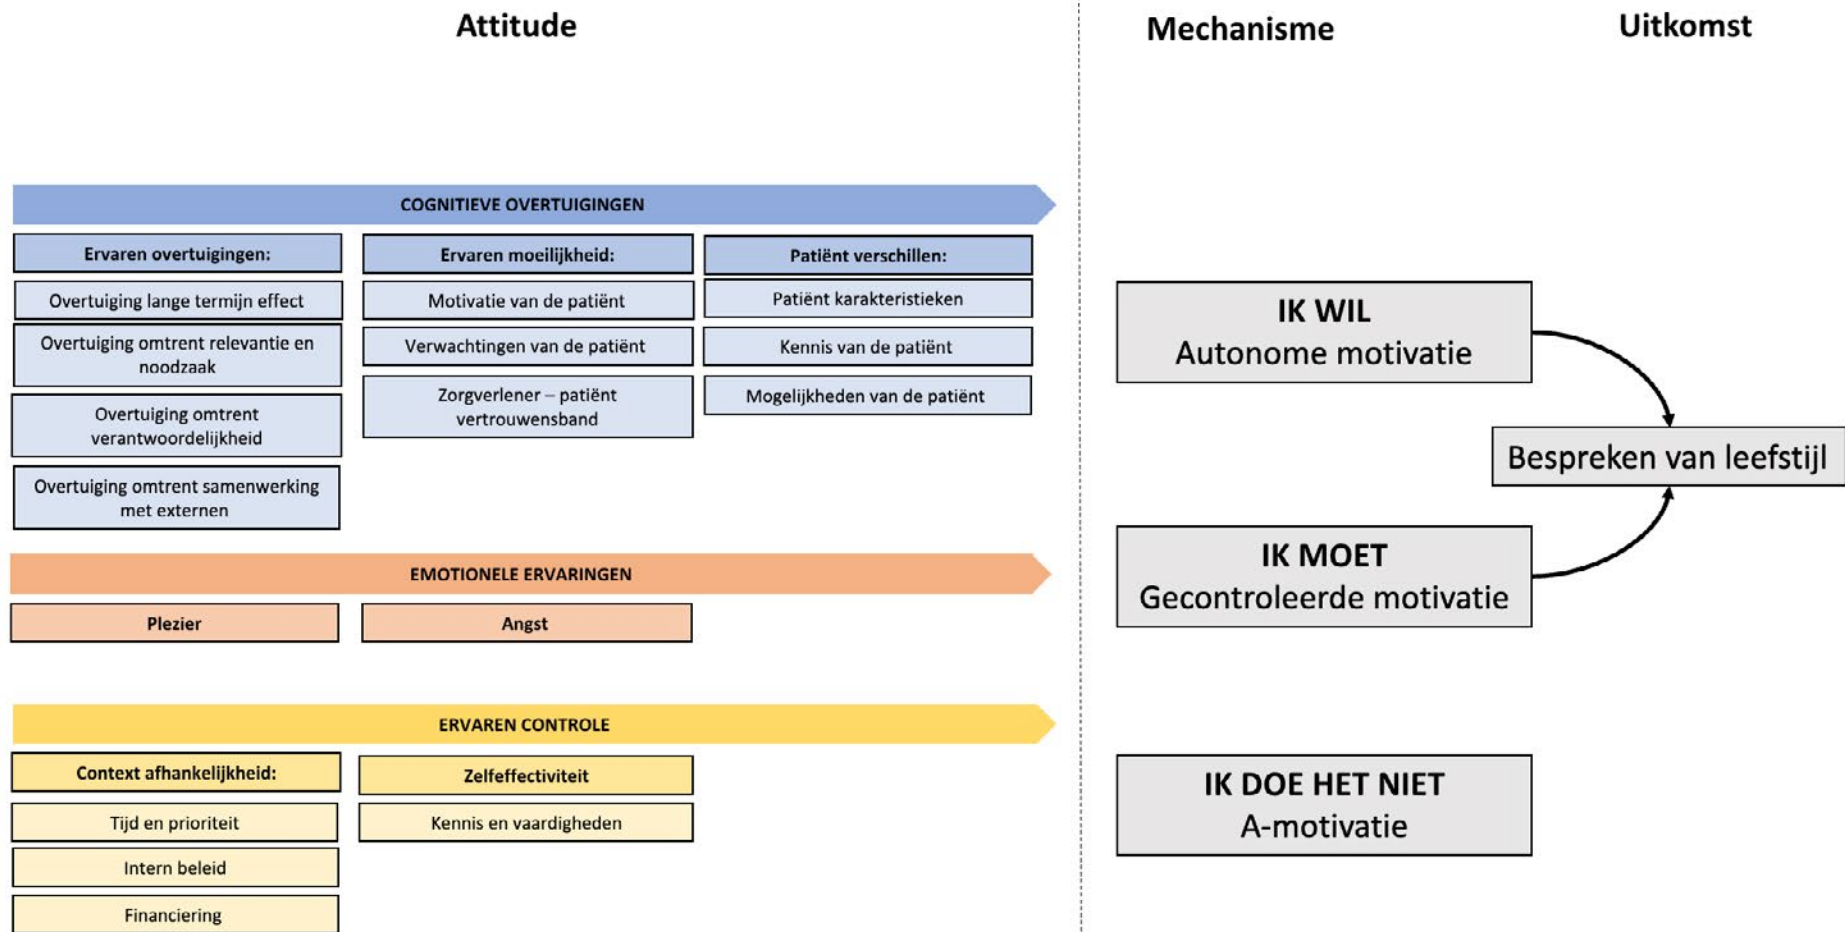 Attitude
Mechanisme
Uitkomst
COGNITIEVE OVERTUIGINGEN
Ervaren overtuigingen:
Overtuiging lange termijn effect
Overtuiging omtrent relevantie en
noodzaak
Overtuiging omtrent
verantwoordelijkheid
Overtuiging omtrent samenwerking
met externen
Ervaren moeilijkheid:
Motivatie van de patiënt
Verwachtingen van de patiënt
Zorgverlener – patiënt
vertrouwensband
Patiënt verschillen:
Patiënt karakteristieken
Kennis van de patiënt
Mogelijkheden van de patiënt
EMOTIONELE ERVARINGEN
Plezier
Angst
ERVAREN CONTROLE
Context afhankelijkheid:
Tijd en prioriteit
Intern beleid
Financiering
Zelfeffectiviteit
Kennis en vaardigheden
IK WIL
Autonome motivatie
IK MOET
Gecontroleerde motivatie
IK DOE HET NIET
A-motivatie
Bespreken van leefstijl